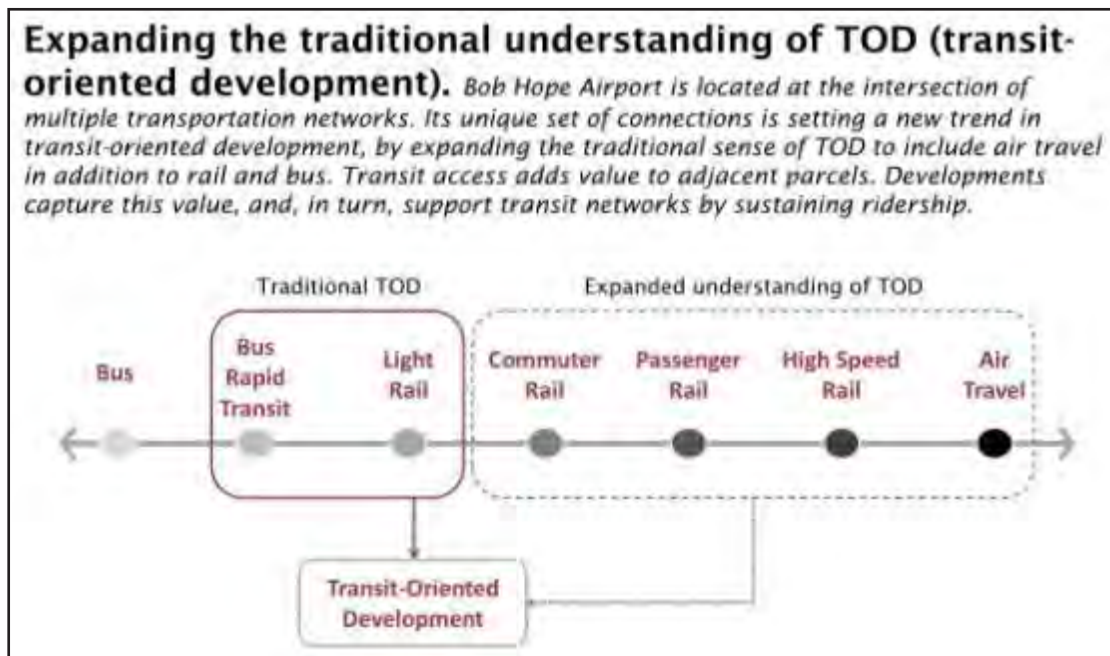 Expanding the traditional understanding of TOD (transit-
oriented development). Bob Hope Airport is located at the intersection of
multiple transportation networks. Its unique set of connections is setting a new trend in
transit-oriented development, by expanding the traditional sense of TOD to include air travel
in addition to rail and bus. Transit access adds value to adjacent parcels. Developments
capture this value, and, in turn, support transit networks by sustaining ridership.
Traditional TOD
Expanded understanding of TOD
Bus
Bus
Rapid
Transit
Light
Rail
Commuter
Rail
Passenger
Rail
High Speed
Rail
Air
Travel
Transit-Oriented
Development